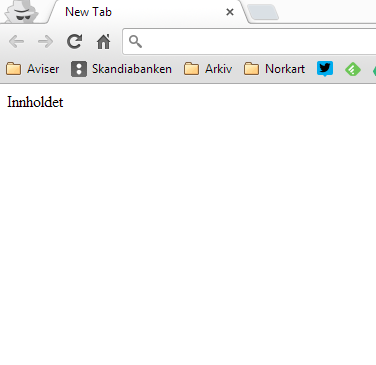 New Tab
Aviser Skandiabanken Arkiv Norkart
Innholdet